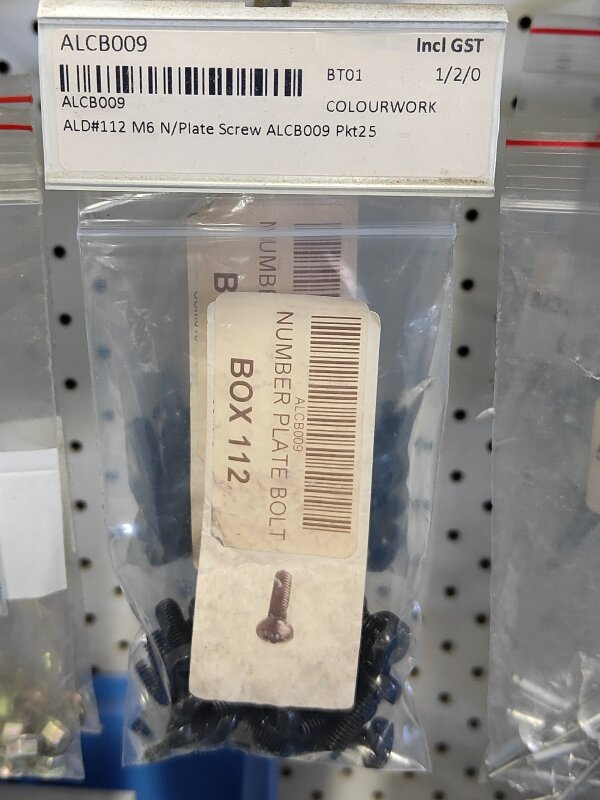 ALCB009
Incl GST
BT01
1/2/0
ALCB009
COLOURWORK
ALD#112 M6 N/Plate Screw ALCB009 Pkt25
NUMB
B
ALCB009
NUMBER PLATE BOLT
BOX 112